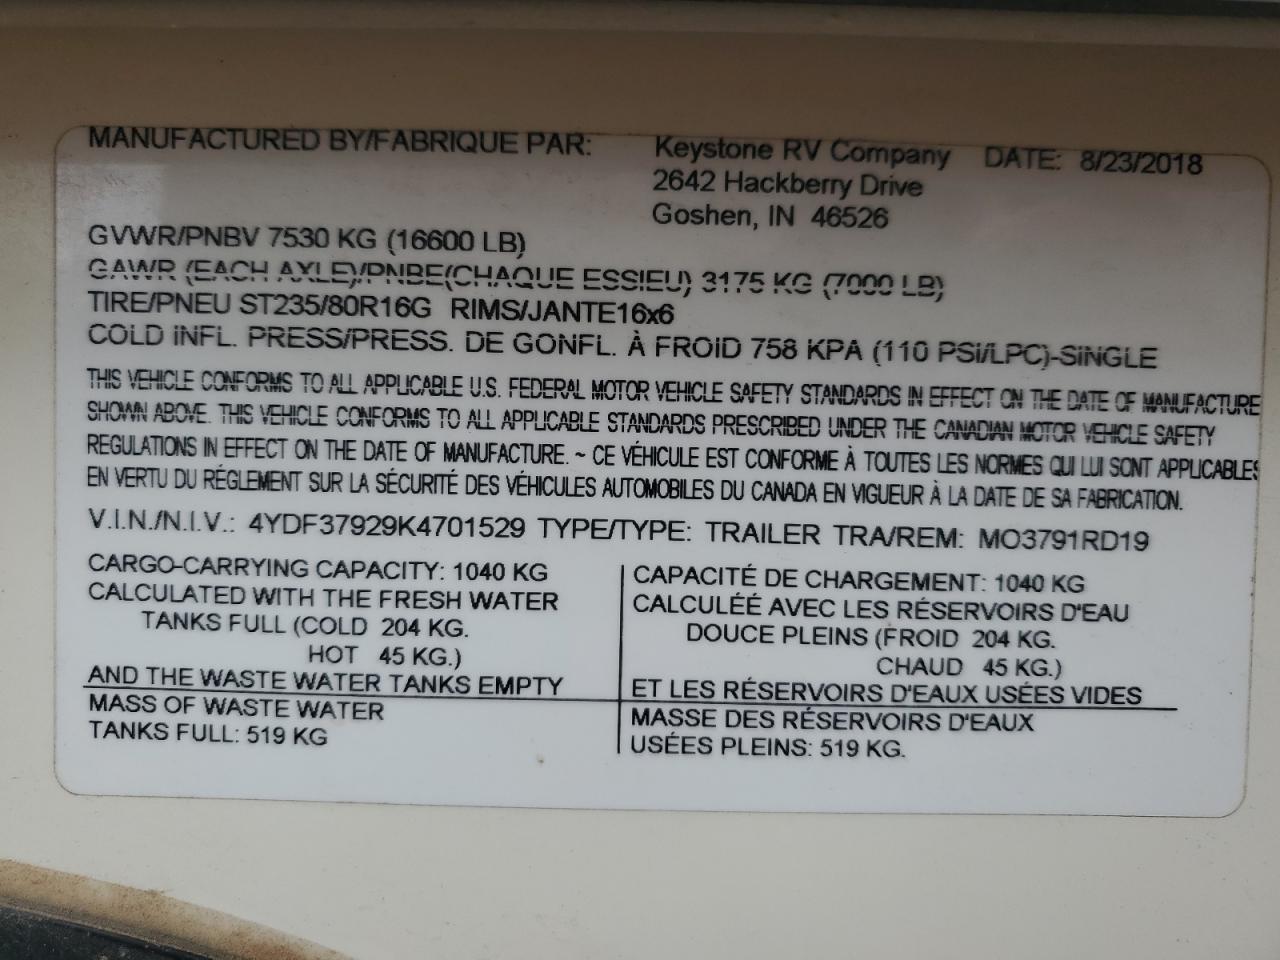 MANUFACTURED BY/FABRIQUE PAR: Keystone RV Company DATE: 8/23/2018
2642 Hackberry Drive
Goshen, IN 46526
GVWR/PNBV 7530 KG (16600 LB)
GAWR (EACH AXLE)/PNBE(CHAQUE ESSIEU) 3175 KG (7000 LB)
TIRE/PNEU ST235/80R16G RIMS/JANTE16x6
COLD INFL. PRESS/PRESS. DE GONFL. À FROID 758 KPA (110 PSI/LPC)-SINGLE
THIS VEHICLE CONFORMS TO ALL APPLICABLE U.S. FEDERAL MOTOR VEHICLE SAFETY STANDARDS IN EFFECT ON THE DATE OF MANUFACTURE
SHOWN ABOVE. THIS VEHICLE CONFORMS TO ALL APPLICABLE STANDARDS PRESCRIBED UNDER THE CANADIAN MOTOR VEHICLE SAFETY
REGULATIONS IN EFFECT ON THE DATE OF MANUFACTURE. ~ CE VÉHICULE EST CONFORME À TOUTES LES NORMES QUI LUI SONT APPLICABLES
EN VERTU DU RÉGLEMENT SUR LA SÉCURITÉ DES VÉHICULES AUTOMOBILES DU CANADA EN VIGUEUR À LA DATE DE SA FABRICATION.
V.I.N./N.I.V.: 4YDF37929K4701529 TYPE/TYPE: TRAILER TRA/REM: MO3791RD19
CARGO-CARRYING CAPACITY: 1040 KG
CALCULATED WITH THE FRESH WATER
TANKS FULL (COLD 204 KG.
HOT 45 KG.)
AND THE WASTE WATER TANKS EMPTY
MASS OF WASTE WATER
TANKS FULL: 519 KG
CAPACITÉ DE CHARGEMENT: 1040 KG
CALCULÉE AVEC LES RÉSERVOIRS D'EAU
DOUCE PLEINS (FROID 204 KG.
CHAUD 45 KG.)
ET LES RÉSERVOIRS D'EAUX USÉES VIDES
MASSE DES RÉSERVOIRS D'EAUX
USÉES PLEINS: 519 KG.